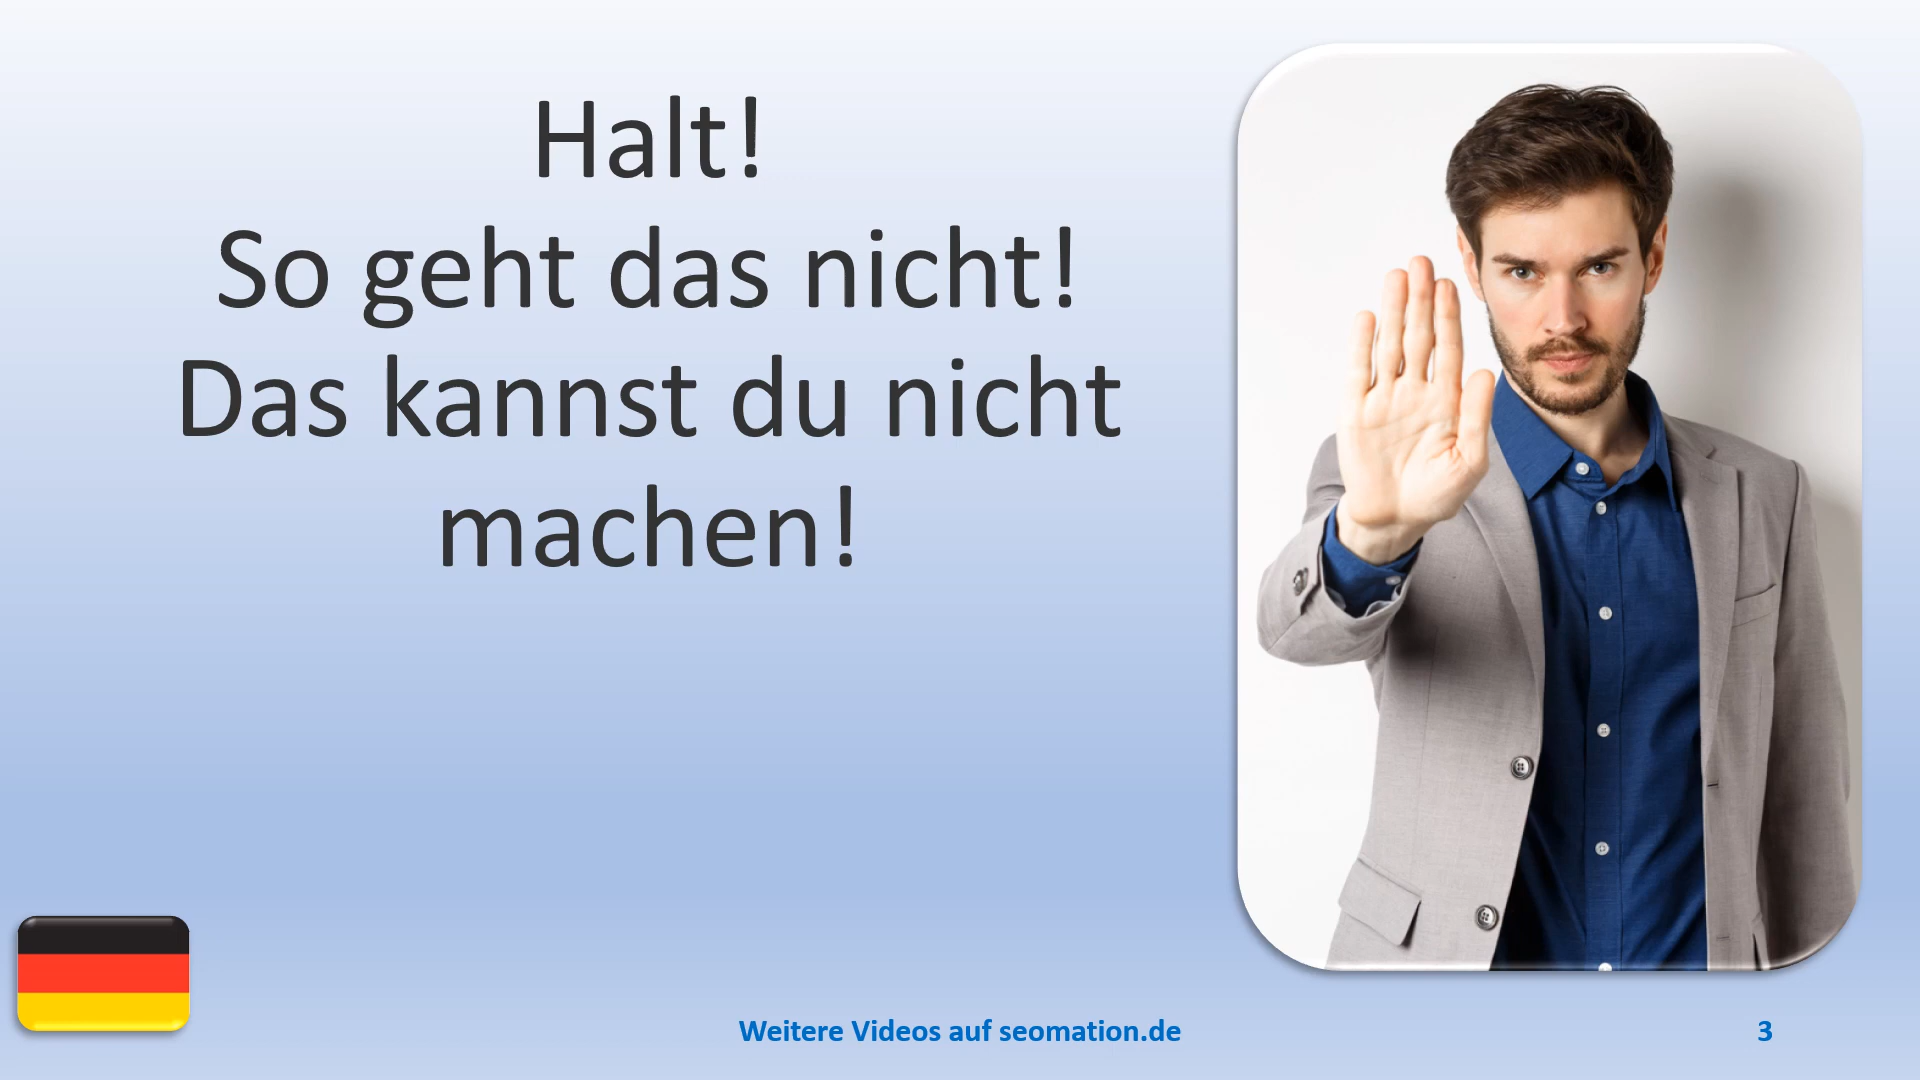 Halt!
So geht das nicht!
Das kannst du nicht
machen!
Weitere Videos auf seomation.de
3